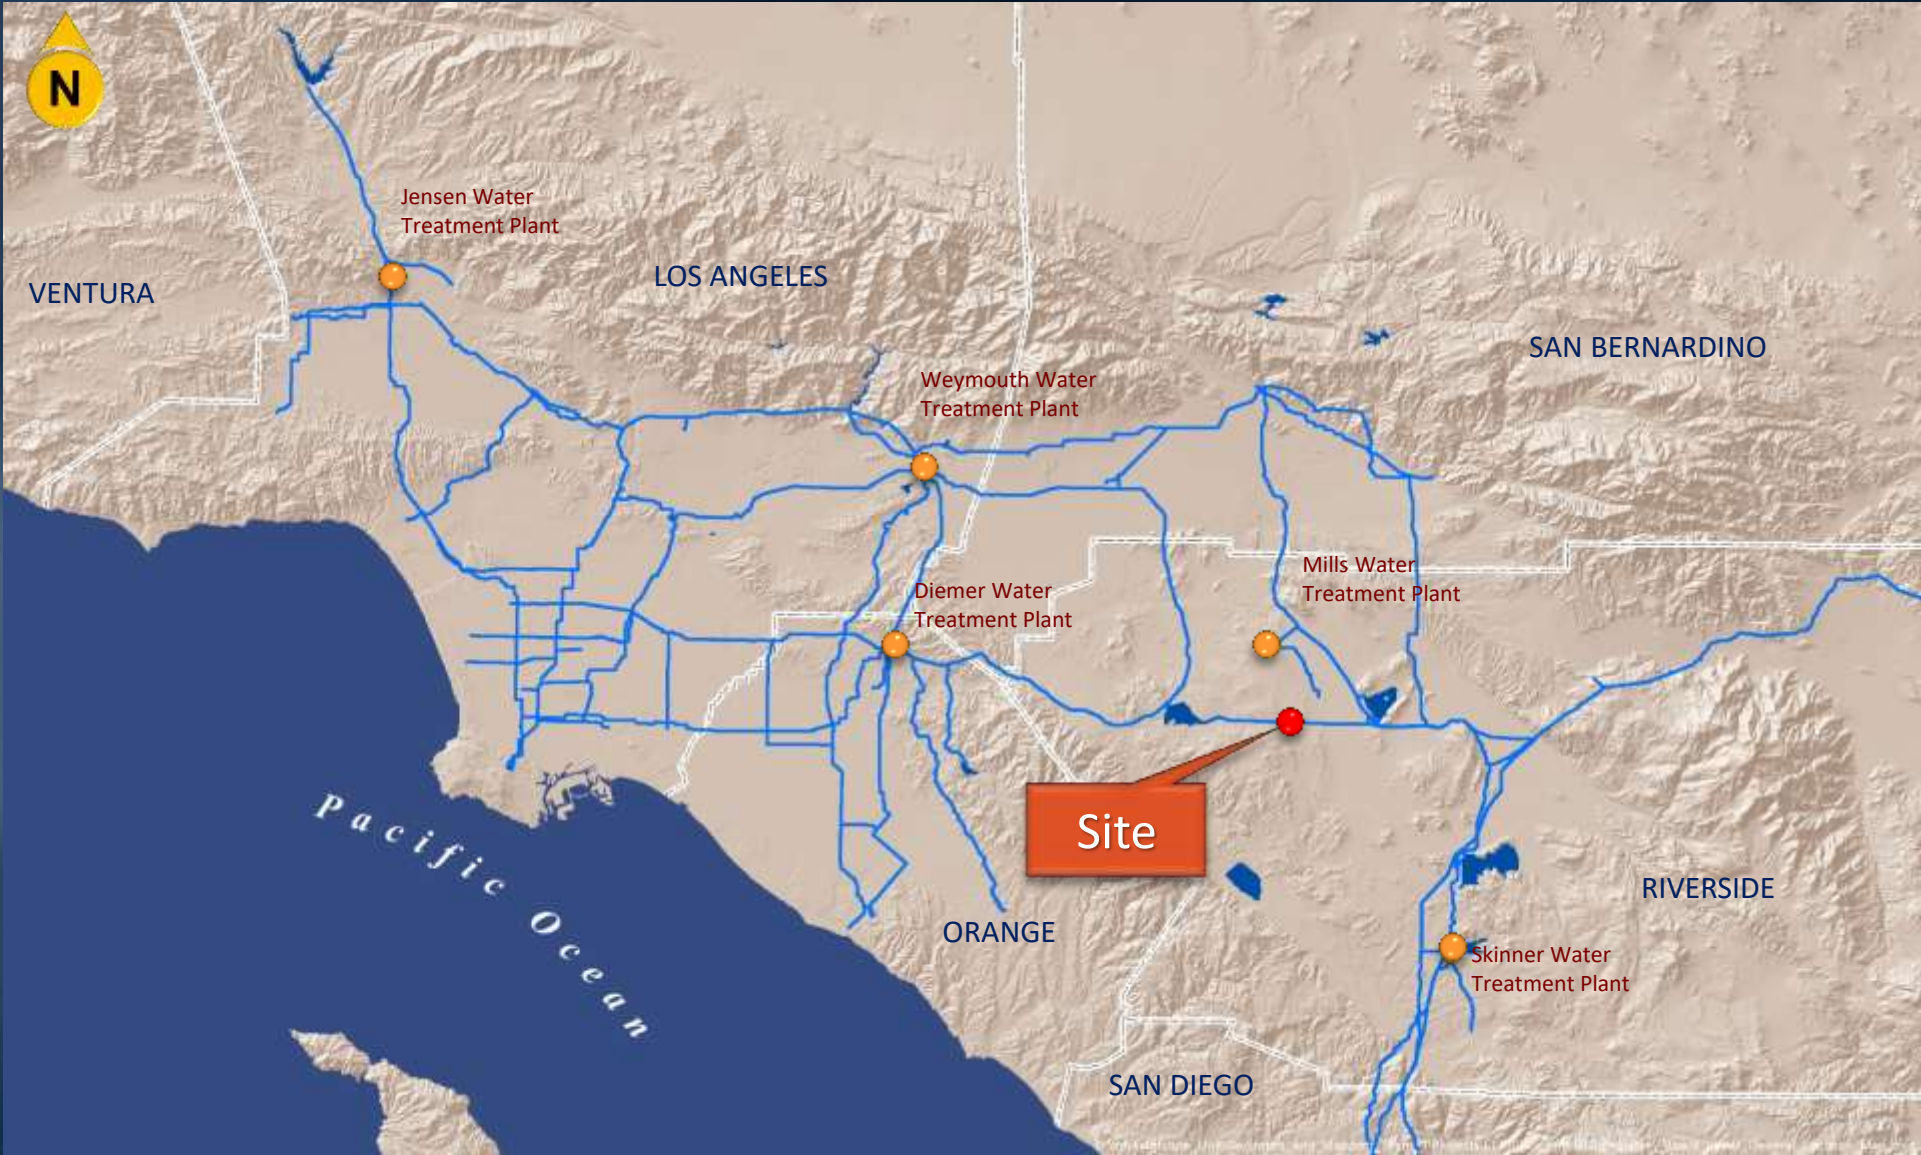 N
Jensen Water
Treatment Plant
VENTURA
LOS ANGELES
SAN BERNARDINO
Weymouth Water
Treatment Plant
Mills Water
Treatment Plant
Diemer Water
Treatment Plant
Site
Pacific Ocean
RIVERSIDE
ORANGE
Skinner Water
Treatment Plant
SAN DIEGO